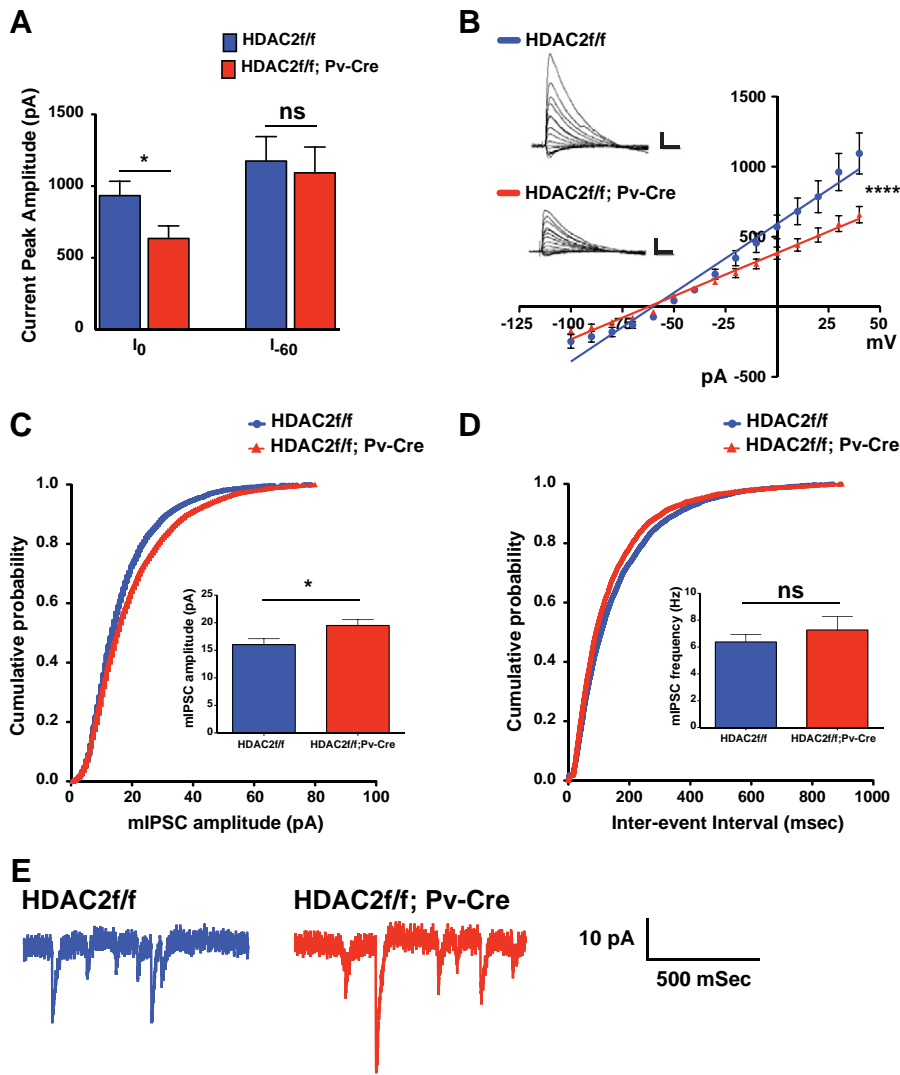 A
HDAC2f/f
HDAC2f/f; Pv-Cre
Current Peak Amplitude (pA)
1500
1000
500
0
*
ns
I0
I-60
B
HDAC2f/f
HDAC2f/f; Pv-Cre
1500
1000
500
-500
****
-125
-100
-75
-50
-25
25
50
mV
pA
C
HDAC2f/f
HDAC2f/f; Pv-Cre
Cumulative probability
1.0
0.8
0.6
0.4
0.2
0.0
0
20
40
60
80
100
mIPSC amplitude (pA)
mIPSC amplitude (pA)
25
20
15
10
5
0
*
HDAC2f/f
HDAC2f/f;Pv-Cre
D
HDAC2f/f
HDAC2f/f; Pv-Cre
Cumulative probability
1.0
0.8
0.6
0.4
0.2
0.0
0
200
400
600
800
1000
Inter-event Interval (msec)
mIPSC frequency (Hz)
10
8
6
4
2
0
ns
HDAC2f/f
HDAC2f/f;Pv-Cre
E
HDAC2f/f
HDAC2f/f; Pv-Cre
10 pA
500 mSec